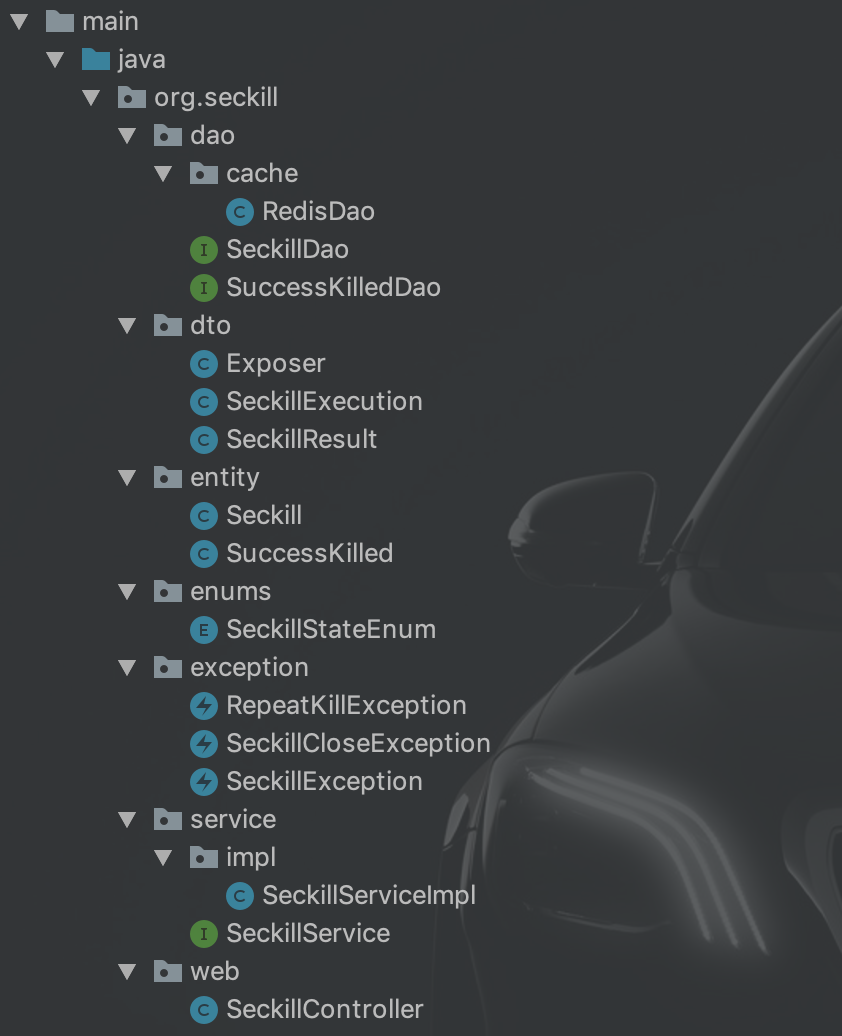 main
java
org.seckill
dao
cache
C RedisDao
I SeckillDao
I SuccessKilledDao
dto
C Exposer
C SeckillExecution
C SeckillResult
entity
C Seckill
C SuccessKilled
enums
E SeckillStateEnum
exception
RepeatKillException
SeckillCloseException
SeckillException
service
impl
C SeckillServiceImpl
I SeckillService
web
C SeckillController